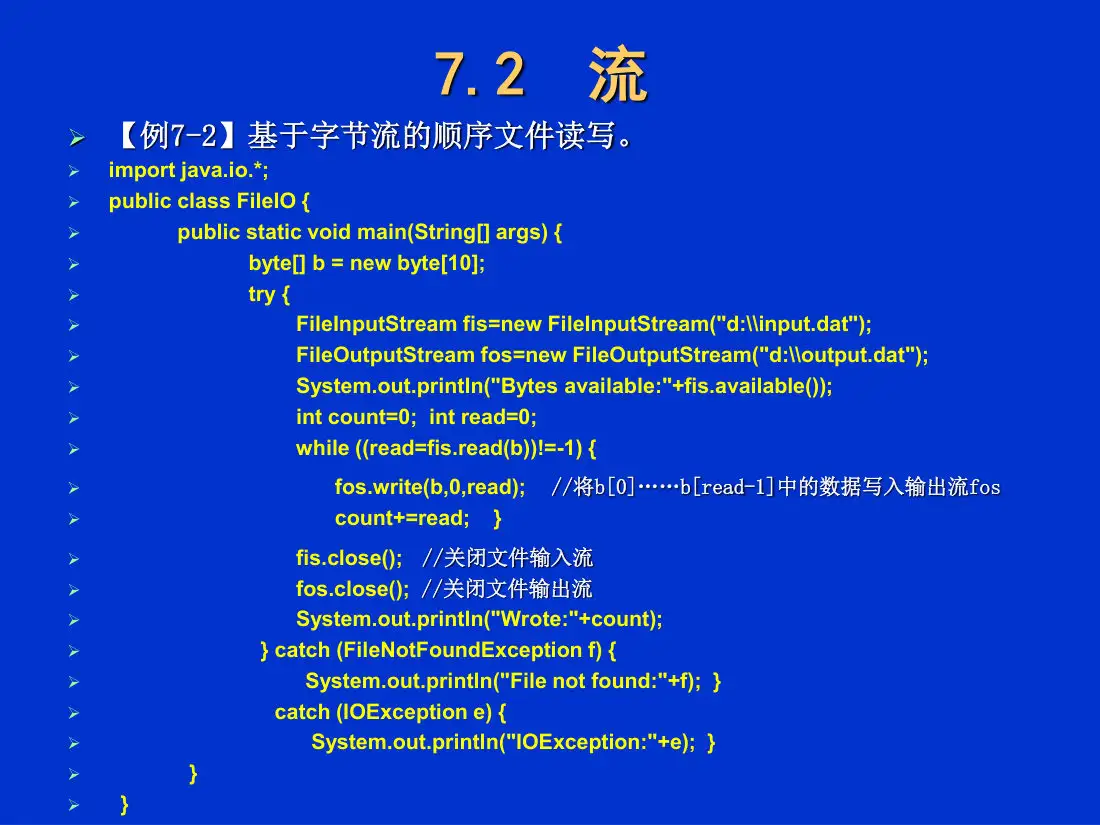 7.2 流
【例7-2】基于字节流的顺序文件读写。
import java.io.*;
public class FileIO {
public static void main(String[] args) {
byte[] b = new byte[10];
try {
FileInputStream fis=new FileInputStream("d:\\input.dat");
FileOutputStream fos=new FileOutputStream("d:\\output.dat");
System.out.println("Bytes available:"+fis.available());
int count=0; int read=0;
while ((read=fis.read(b))!=-1) {
fos.write(b,0,read); //将b[0]……b[read-1]中的数据写入输出流fos
count+=read; }
fis.close(); //关闭文件输入流
fos.close(); //关闭文件输出流
System.out.println("Wrote:"+count);
} catch (FileNotFoundException f) {
System.out.println("File not found:"+f); }
catch (IOException e) {
System.out.println("IOException:"+e); }
}
}